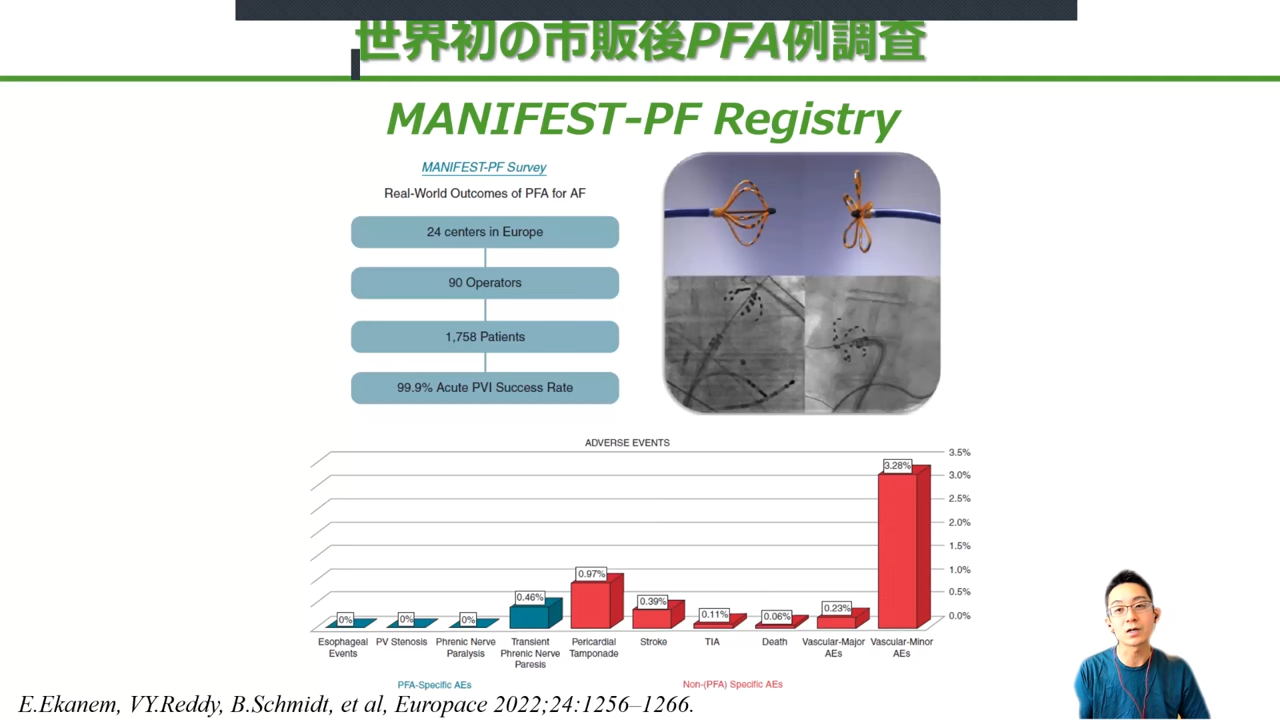 世界初の市販後PFA例調査
MANIFEST-PF Registry
MANIFEST-PF Survey
Real-World Outcomes of PFA for AF
24 centers in Europe
90 Operators
1,758 Patients
99.9% Acute PVI Success Rate
ADVERSE EVENTS
3.5%
3.0%
2.5%
2.0%
1.5%
1.0%
0.5%
0.0%
0%
0%
0%
0.46%
0.97%
0.39%
0.11%
0.06%
0.23%
3.28%
Esophageal
Events
PV Stenosis
Phrenic Nerve
Paralysis
Transient
Phrenic Nerve
Paresis
Pericardial
Tamponade
Stroke
TIA
Death
Vascular-Major
AEs
Vascular-Minor
AEs
PFA-Specific AEs
Non-(PFA) Specific AEs
E.Ekanem, VY.Reddy, B.Schmidt, et al, Europace 2022;24:1256–1266.